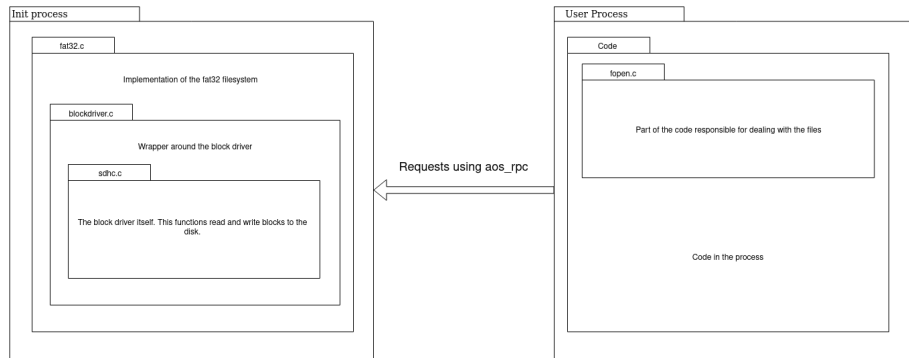 Init process
fat32.c
Implementation of the fat32 filesystem
blockdriver.c
Wrapper around the block driver
sdhc.c
The block driver itself. This functions read and write blocks to the
disk.
Requests using aos_rpc
User Process
Code
fopen.c
Part of the code responsible for dealing with the files
Code in the process